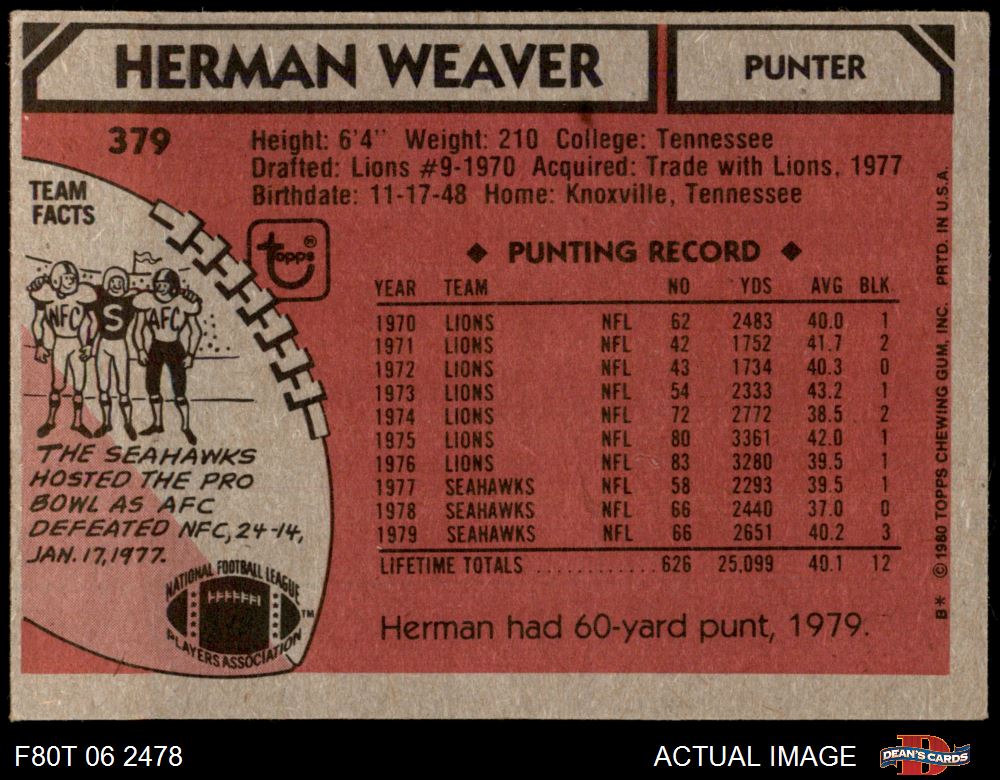 HERMAN WEAVER
PUNTER
379
Height: 6'4" Weight: 210 College: Tennessee
Drafted: Lions #9-1970 Acquired: Trade with Lions, 1977
Birthdate: 11-17-48 Home: Knoxville, Tennessee
TEAM
FACTS
NFC S AFC
THE SEAHAWKS
HOSTED THE PRO
BOWL AS AFC
DEFEATED NFC, 24-14,
JAN. 17, 1977.
NATIONAL FOOTBALL LEAGUE
PLAYERS ASSOCIATION
™
Topps®
◆ PUNTING RECORD ◆
YEAR TEAM NO YDS AVG BLK
1970 LIONS NFL 62 2483 40.0 1
1971 LIONS NFL 42 1752 41.7 2
1972 LIONS NFL 43 1734 40.3 0
1973 LIONS NFL 54 2333 43.2 1
1974 LIONS NFL 72 2772 38.5 2
1975 LIONS NFL 80 3361 42.0 1
1976 LIONS NFL 83 3280 39.5 1
1977 SEAHAWKS NFL 58 2293 39.5 1
1978 SEAHAWKS NFL 66 2440 37.0 0
1979 SEAHAWKS NFL 66 2651 40.2 3
LIFETIME TOTALS ............ 626 25,099 40.1 12
Herman had 60-yard punt, 1979.
B* © 1980 TOPPS CHEWING GUM, INC. PRTD. IN U.S.A.
F80T 06 2478
ACTUAL IMAGE
DEAN'S CARDS